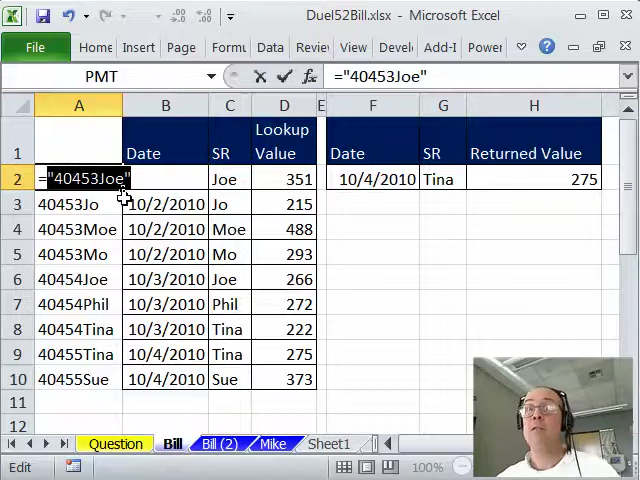 Duel52Bill.xlsx - Microsoft Excel
File Home Insert Page Formu Data Review View Devel Add-I Power
PMT ="40453Joe"
A B C D E F G H
1 Date SR Lookup Value Date SR Returned Value
2 ="40453Joe" Joe 351 10/4/2010 Tina 275
3 40453Jo 10/2/2010 Jo 215
4 40453Moe 10/2/2010 Moe 488
5 40453Mo 10/2/2010 Mo 293
6 40454Joe 10/3/2010 Joe 266
7 40454Phil 10/3/2010 Phil 272
8 40454Tina 10/3/2010 Tina 222
9 40455Tina 10/4/2010 Tina 275
10 40455Sue 10/4/2010 Sue 373
11
12
Question Bill Bill (2) Mike Sheet1
Edit 100%